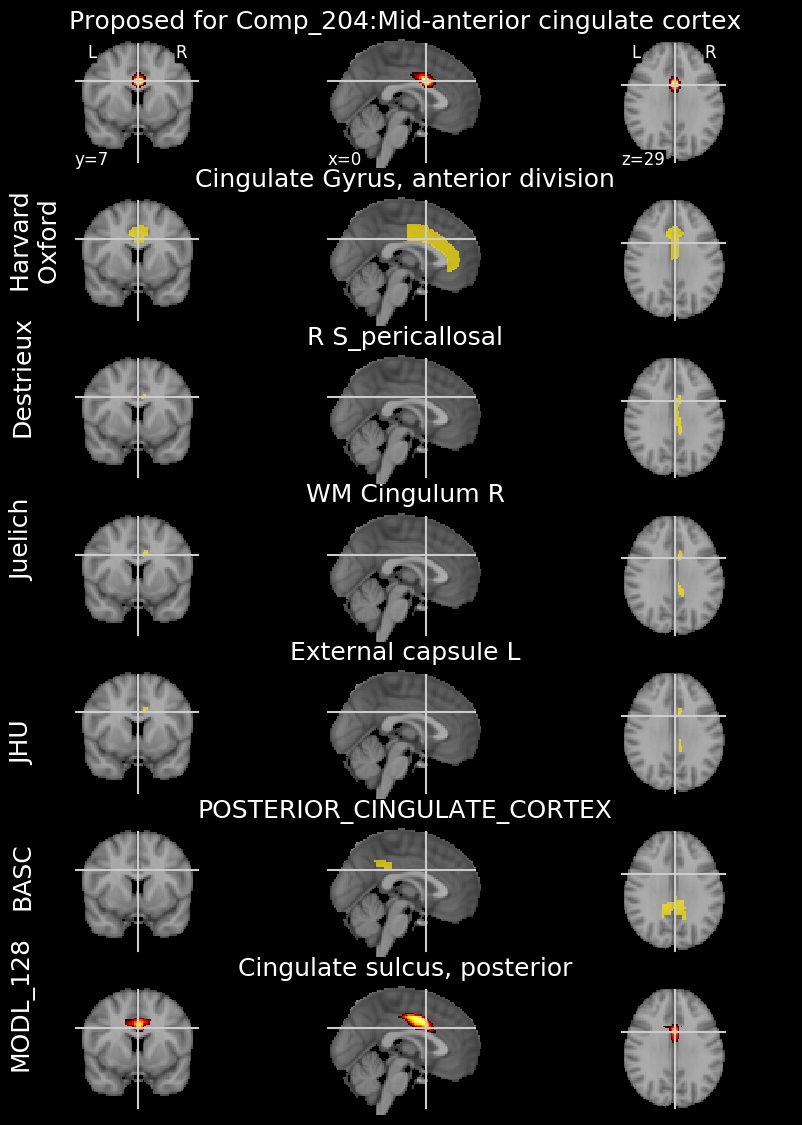 Proposed for Comp_204:Mid-anterior cingulate cortex
L R L R
y=7 x=0 z=29
Cingulate Gyrus, anterior division
Harvard
Oxford
R S_pericallosal
Destrieux
WM Cingulum R
Juelich
External capsule L
JHU
POSTERIOR_CINGULATE_CORTEX
BASC
Cingulate sulcus, posterior
MODL_128